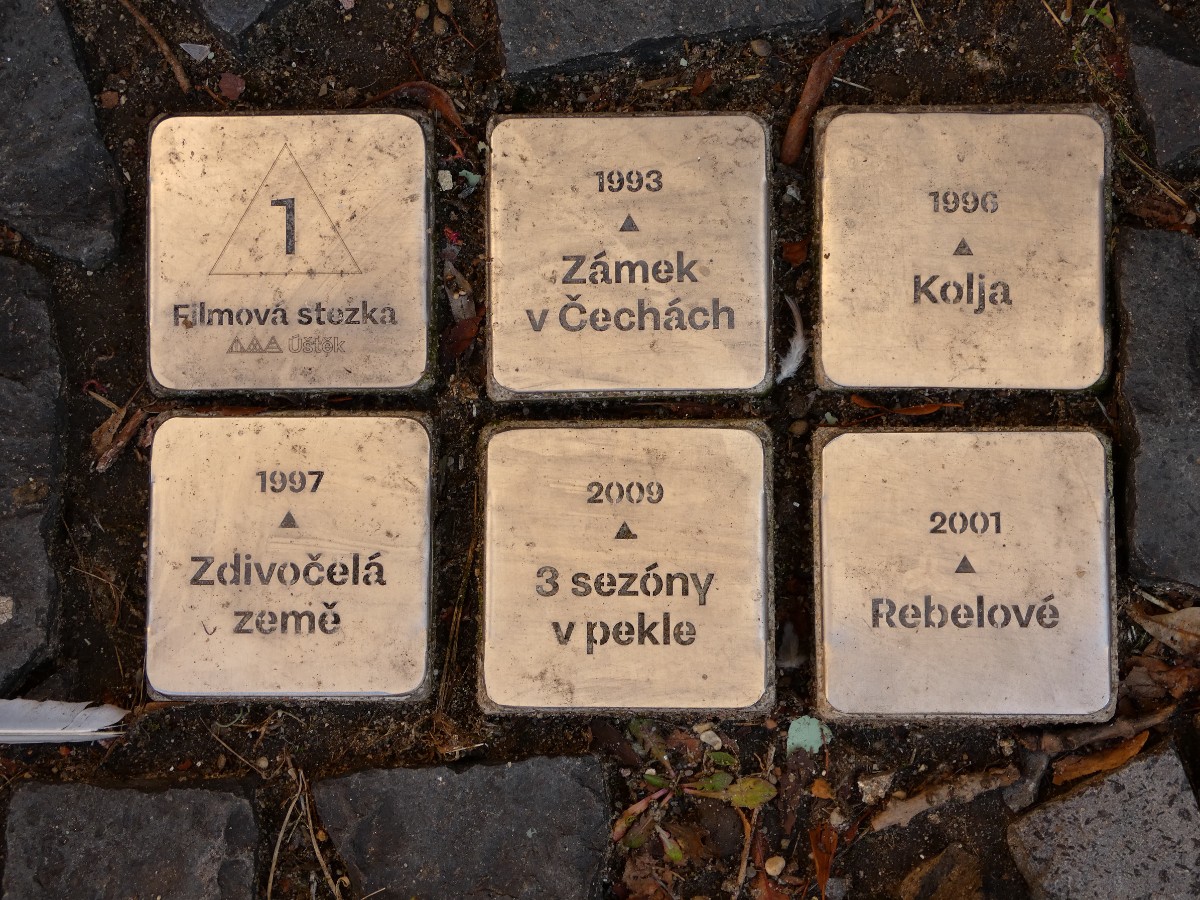 1
Filmová stezka
Úštěk
1993
Zámek
v Čechách
1996
Kolja
1997
Zdivočelá
země
2009
3 sezóny
v pekle
2001
Rebelové